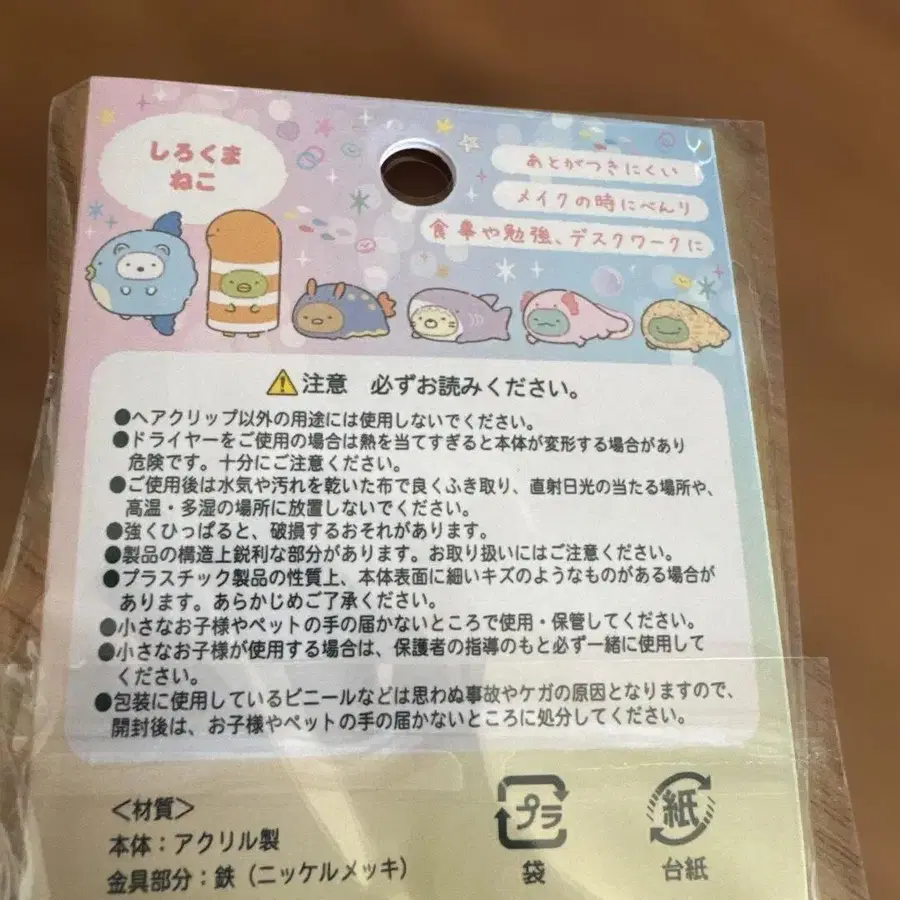 しろくま
ねこ
あとがつきにくい
メイクの時にべんり
食事や勉強、デスクワークに
注意 必ずお読みください。
●ヘアクリップ以外の用途には使用しないでください。
●ドライヤーをご使用の場合は熱を当てすぎると本体が変形する場合があり
危険です。十分にご注意ください。
●ご使用後は水気や汚れを乾いた布で良くふき取り、直射日光の当たる場所や、
高温・多湿の場所に放置しないでください。
●強くひっぱると、破損するおそれがあります。
●製品の構造上鋭利な部分があります。お取り扱いにはご注意ください。
●プラスチック製品の性質上、本体表面に細いキズのようなものがある場合が
あります。あらかじめご了承ください。
●小さなお子様やペットの手の届かないところで使用・保管してください。
●小さなお子様が使用する場合は、保護者の指導のもと必ず一緒に使用して
ください。
●包装に使用しているビニールなどは思わぬ事故やケガの原因となりますので、
開封後は、お子様やペットの手の届かないところに処分してください。
＜材質＞
本体：アクリル製
金具部分：鉄（ニッケルメッキ）
プラ
袋
紙
台紙